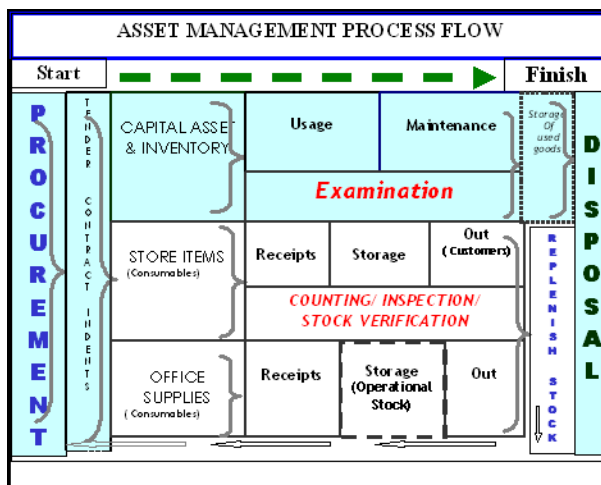 ASSET MANAGEMENT PROCESS FLOW
Start
Finish
PROCUREMENT
TENDER CONTRACT INDENTS
CAPITAL ASSET
& INVENTORY
Usage
Maintenance
Storage
Of
used
goods
DISPOSAL
Examination
STORE ITEMS
(Consumables)
Receipts
Storage
Out
( Customers)
REPLENISH STOCK
COUNTING/ INSPECTION/
STOCK VERIFICATION
OFFICE
SUPPLIES
( Consumables)
Receipts
Storage
(Operational
Stock)
Out